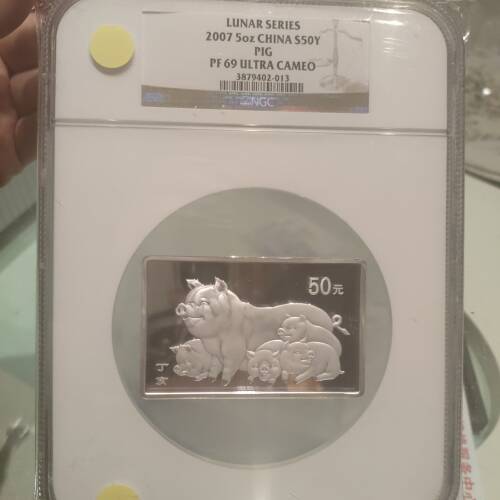 LUNAR SERIES
2007 5oz CHINA S50Y
PIG
PF 69 ULTRA CAMEO
3879402-013
NGC
50元
丁
亥